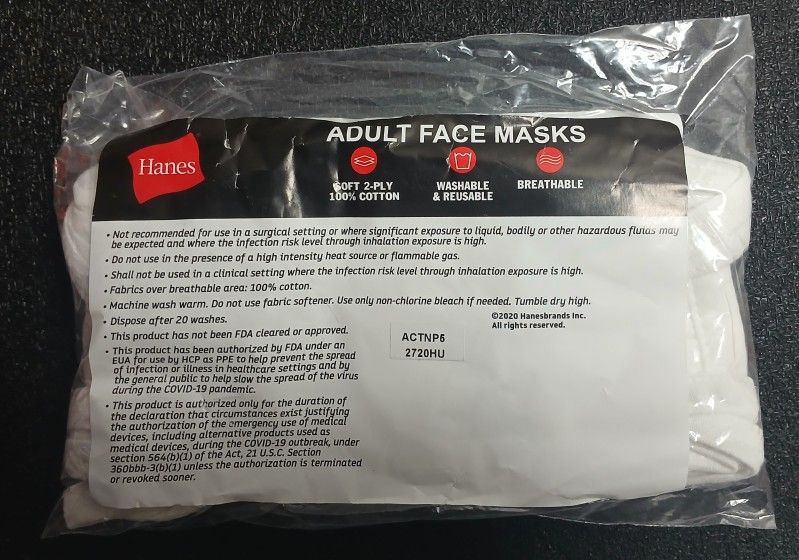 Hanes
ADULT FACE MASKS
SOFT 2-PLY
100% COTTON
WASHABLE
& REUSABLE
BREATHABLE
• Not recommended for use in a surgical setting or where significant exposure to liquid, bodily or other hazardous fluids may
be expected and where the infection risk level through inhalation exposure is high.
• Do not use in the presence of a high intensity heat source or flammable gas.
• Shall not be used in a clinical setting where the infection risk level through inhalation exposure is high.
• Fabrics over breathable area: 100% cotton.
• Machine wash warm. Do not use fabric softener. Use only non-chlorine bleach if needed. Tumble dry high.
• Dispose after 20 washes.
• This product has not been FDA cleared or approved.
• This product has been authorized by FDA under an
EUA for use by HCP as PPE to help prevent the spread
of infection or illness in healthcare settings and by
the general public to help slow the spread of the virus
during the COVID-19 pandemic.
• This product is authorized only for the duration of
the declaration that circumstances exist justifying
the authorization of the emergency use of medical
devices, including alternative products used as
medical devices, during the COVID-19 outbreak, under
section 564(b)(1) of the Act, 21 U.S.C. Section
360bbb-3(b)(1) unless the authorization is terminated
or revoked sooner.
©2020 Hanesbrands Inc.
All rights reserved.
ACTNP5
2720HU